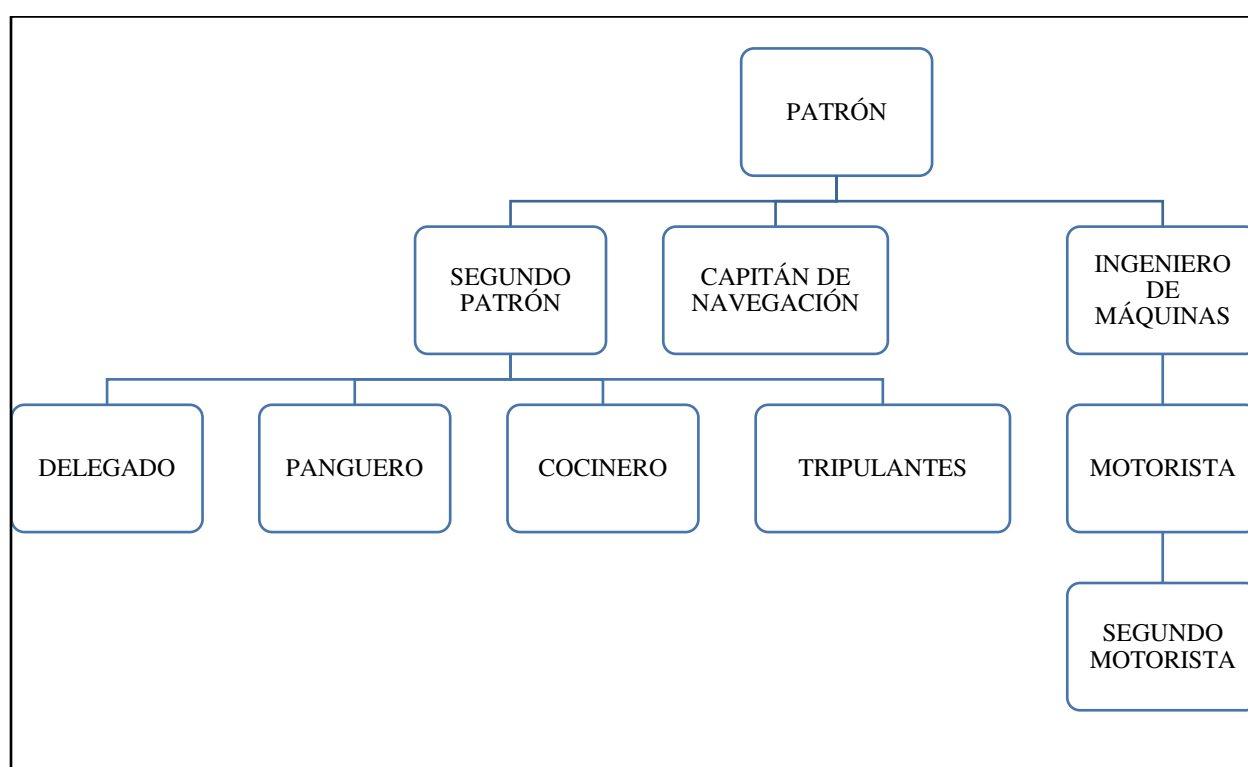 PATRÓN
SEGUNDO
PATRÓN
CAPITÁN DE
NAVEGACIÓN
INGENIERO
DE
MÁQUINAS
DELEGADO
PANGUERO
COCINERO
TRIPULANTES
MOTORISTA
SEGUNDO
MOTORISTA